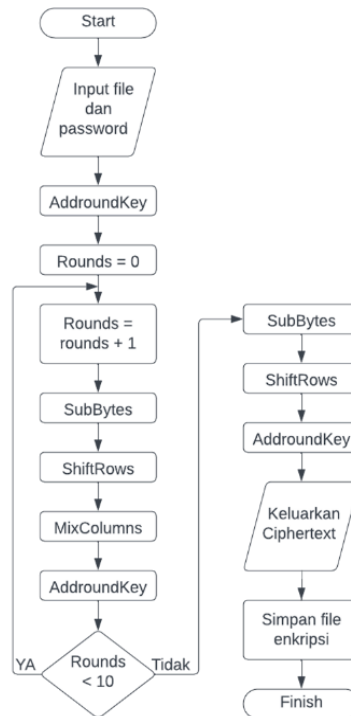 Start
Input file
dan
password
AddroundKey
Rounds = 0
Rounds =
rounds + 1
SubBytes
ShiftRows
MixColumns
AddroundKey
YA
Rounds
< 10
Tidak
SubBytes
ShiftRows
AddroundKey
Keluarkan
Ciphertext
Simpan file
enkripsi
Finish